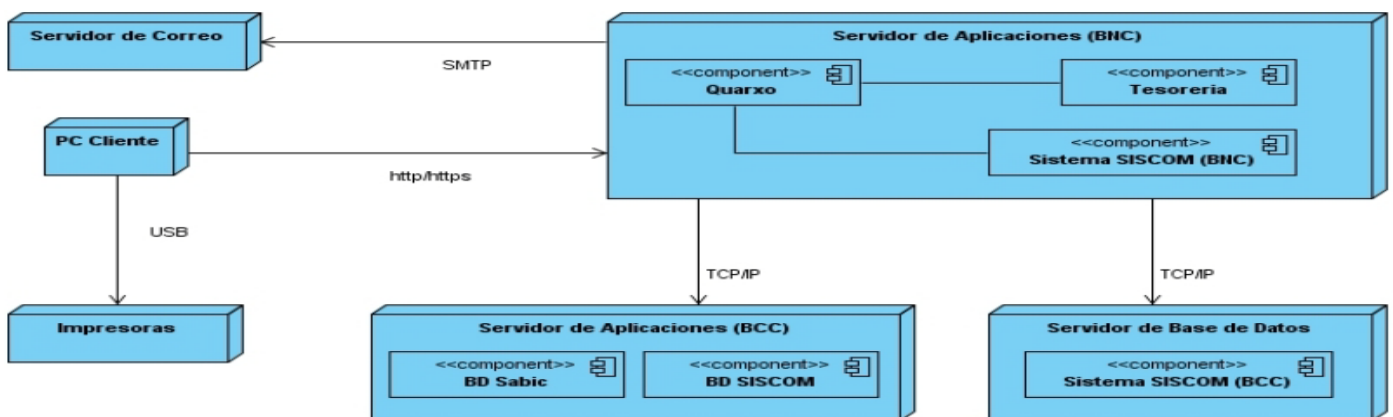 Servidor de Correo
SMTP
Servidor de Aplicaciones (BNC)
<<component>>
Quarxo
<<component>>
Tesoreria
<<component>>
Sistema SISCOM (BNC)
PC Cliente
http/https
USB
TCP/IP
TCP/IP
Impresoras
Servidor de Aplicaciones (BCC)
<<component>>
BD Sabic
<<component>>
BD SISCOM
Servidor de Base de Datos
<<component>>
Sistema SISCOM (BCC)